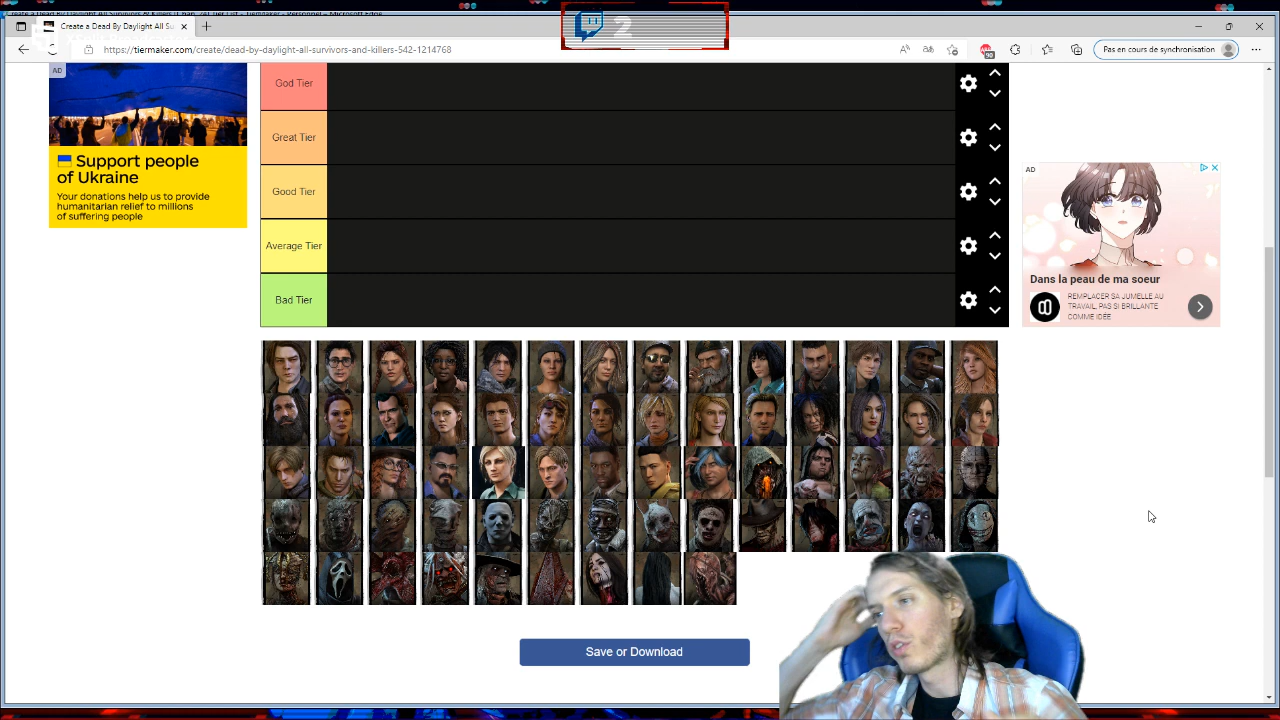 Create a Dead By Daylight All Su
2
https://tiermaker.com/create/dead-by-daylight-all-survivors-and-killers-542-1214768
Pas en cours de synchronisation
AD
Support people
of Ukraine
Your donations help us to provide
humanitarian relief to millions
of suffering people
God Tier
Great Tier
Good Tier
Average Tier
Bad Tier
AD
Dans la peau de ma soeur
REMPLACER SA JUMELLE AU
TRAVAIL, PAS SI BRILLANTE
COMME IDÉE
Save or Download